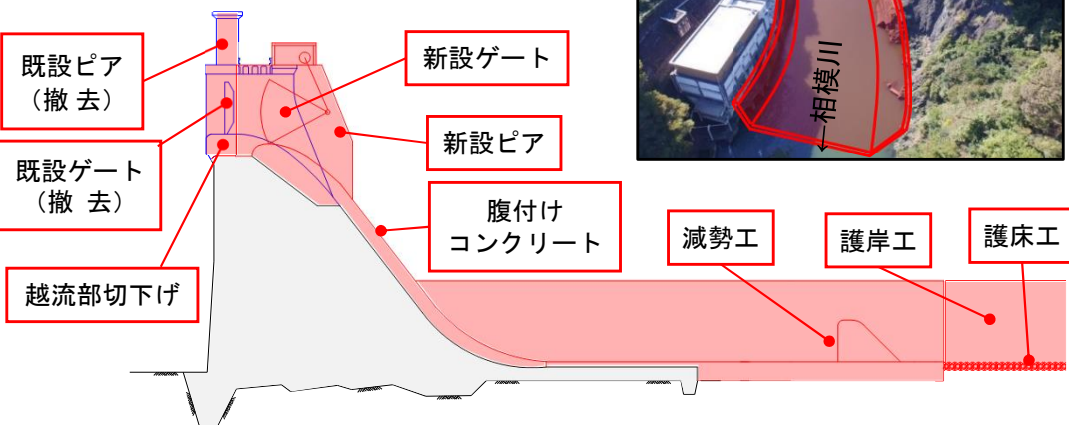 既設ピア
（撤 去）
新設ゲート
←相模川
既設ゲート
（撤 去）
新設ピア
腹付け
コンクリート
減勢工
護岸工
護床工
越流部切下げ